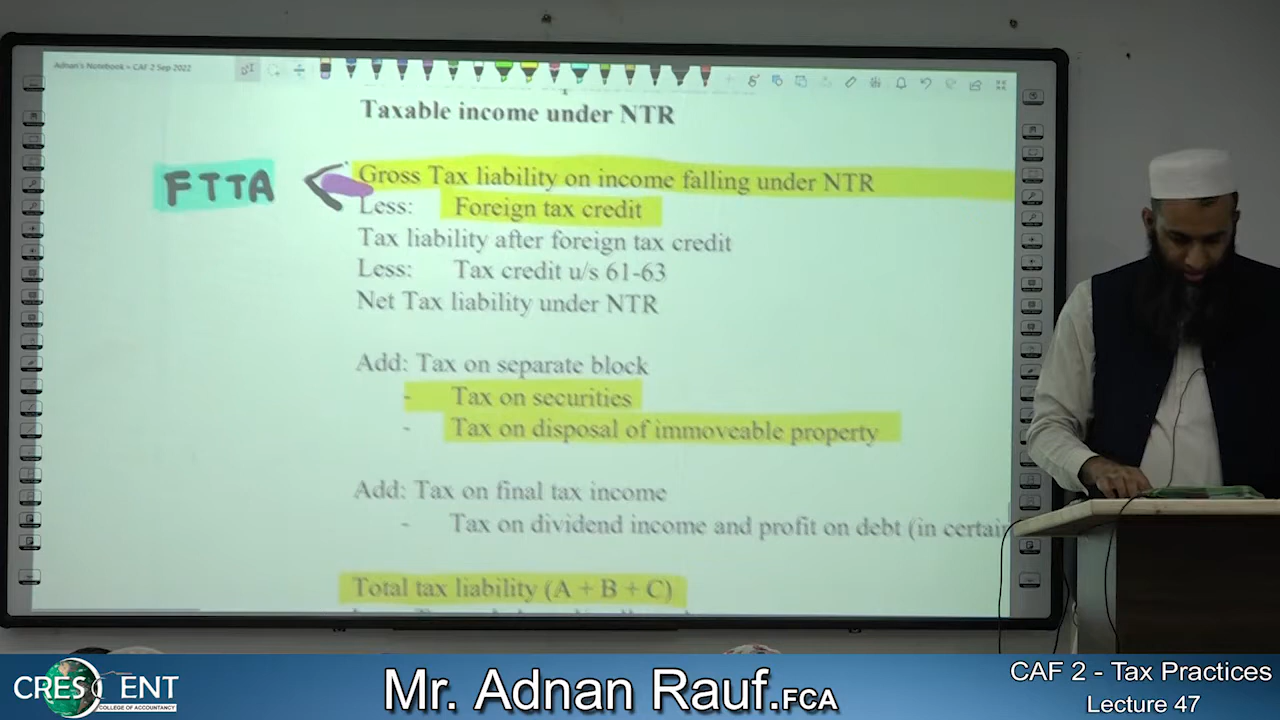 Adnan's Notebook » CAF 2 Sep 2022
Taxable income under NTR
FTTA
Gross Tax liability on income falling under NTR
Less: Foreign tax credit
Tax liability after foreign tax credit
Less: Tax credit u/s 61-63
Net Tax liability under NTR
Add: Tax on separate block
- Tax on securities
- Tax on disposal of immoveable property
Add: Tax on final tax income
- Tax on dividend income and profit on debt (in certain
Total tax liability (A + B + C)
CRESCENT
COLLEGE OF ACCOUNTANCY
Mr. Adnan Rauf.FCA
CAF 2 - Tax Practices
Lecture 47